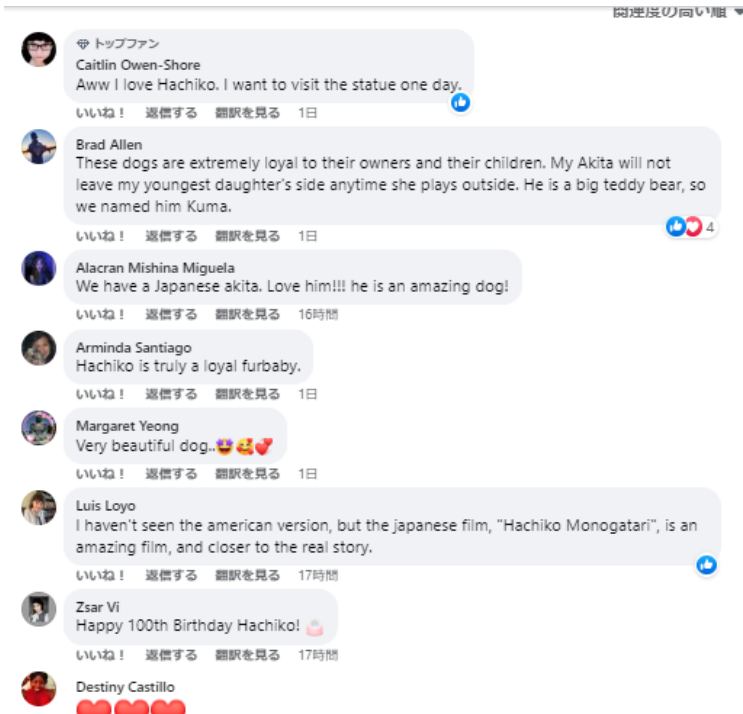 関連度の高い順
トップファン
Caitlin Owen-Shore
Aww I love Hachiko. I want to visit the statue one day.
いいね！ 返信する 翻訳を見る 1日
Brad Allen
These dogs are extremely loyal to their owners and their children. My Akita will not
leave my youngest daughter's side anytime she plays outside. He is a big teddy bear, so
we named him Kuma.
4
いいね！ 返信する 翻訳を見る 1日
Alacran Mishina Miguela
We have a Japanese akita. Love him!!! he is an amazing dog!
いいね！ 返信する 翻訳を見る 16時間
Arminda Santiago
Hachiko is truly a loyal furbaby.
いいね！ 返信する 翻訳を見る 1日
Margaret Yeong
Very beautiful dog..🤩🥰💕
いいね！ 返信する 翻訳を見る 1日
Luis Loyo
I haven't seen the american version, but the japanese film, "Hachiko Monogatari", is an
amazing film, and closer to the real story.
いいね！ 返信する 翻訳を見る 17時間
Zsar Vi
Happy 100th Birthday Hachiko! 🎂
いいね！ 返信する 翻訳を見る 17時間
Destiny Castillo
❤️❤️❤️